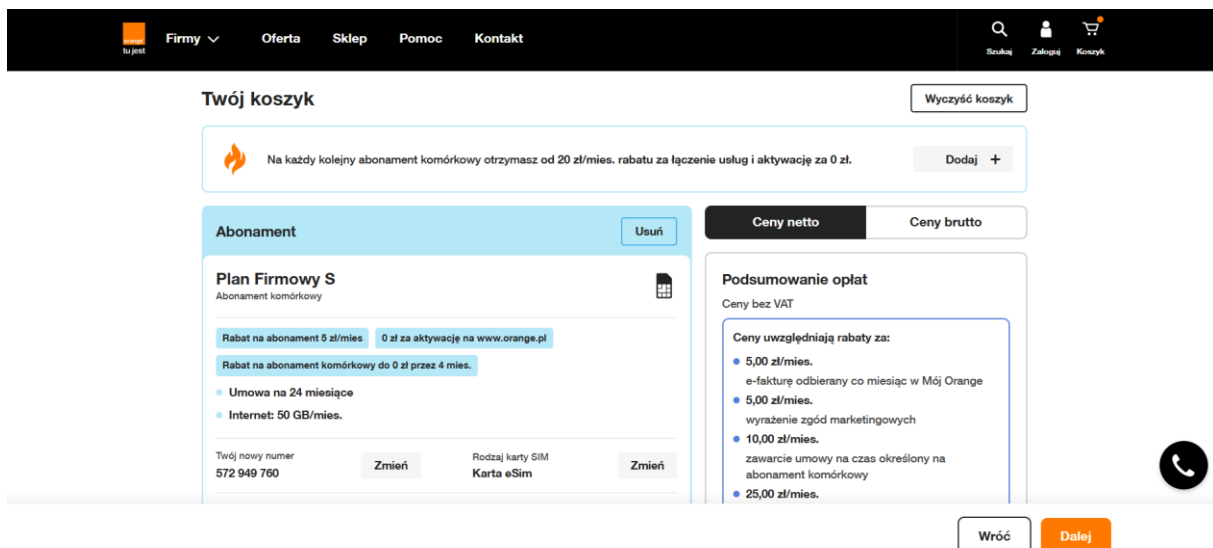 orange
tu jest
Firmy
Oferta
Sklep
Pomoc
Kontakt
Szukaj
Zaloguj
Koszyk
Twój koszyk
Wyczyść koszyk
Na każdy kolejny abonament komórkowy otrzymasz od 20 zł/mies. rabatu za łączenie usług i aktywację za 0 zł.
Dodaj +
Abonament
Usuń
Plan Firmowy S
Abonament komórkowy
Rabat na abonament 5 zł/mies
0 zł za aktywację na www.orange.pl
Rabat na abonament komórkowy do 0 zł przez 4 mies.
Umowa na 24 miesiące
Internet: 50 GB/mies.
Twój nowy numer
572 949 760
Zmień
Rodzaj karty SIM
Karta eSim
Zmień
Ceny netto
Ceny brutto
Podsumowanie opłat
Ceny bez VAT
Ceny uwzględniają rabaty za:
5,00 zł/mies.
e-fakturę odbierany co miesiąc w Mój Orange
5,00 zł/mies.
wyrażenie zgód marketingowych
10,00 zł/mies.
zawarcie umowy na czas określony na
abonament komórkowy
25,00 zł/mies.
Wróć
Dalej